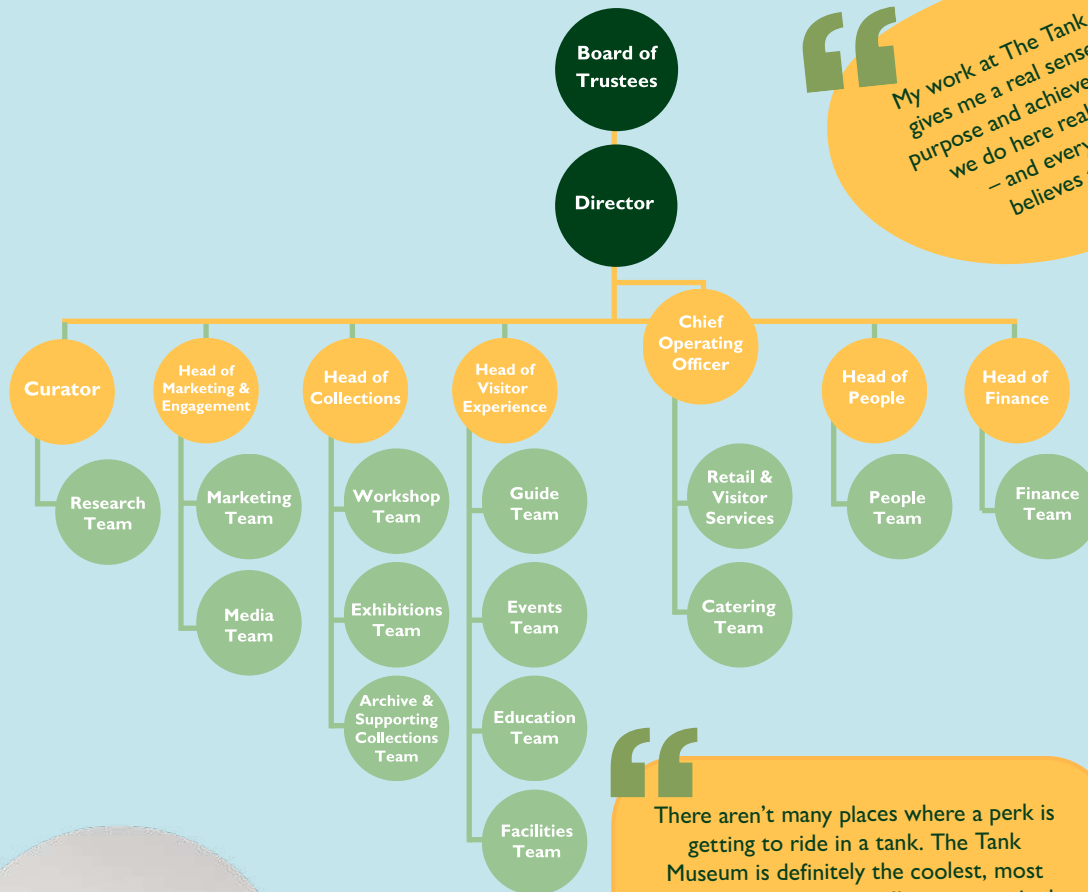 Board of
Trustees
Director
My work at The Tank
gives me a real sense
purpose and achieve
we do here real
– and every
believes
Chief
Operating
Officer
Curator
Head of
Marketing &
Engagement
Head of
Collections
Head of
Visitor
Experience
Head of
People
Head of
Finance
Research
Team
Marketing
Team
Media
Team
Workshop
Team
Exhibitions
Team
Archive &
Supporting
Collections
Team
Guide
Team
Events
Team
Education
Team
Facilities
Team
Retail &
Visitor
Services
Catering
Team
People
Team
Finance
Team
There aren’t many places where a perk is
getting to ride in a tank. The Tank
Museum is definitely the coolest, most